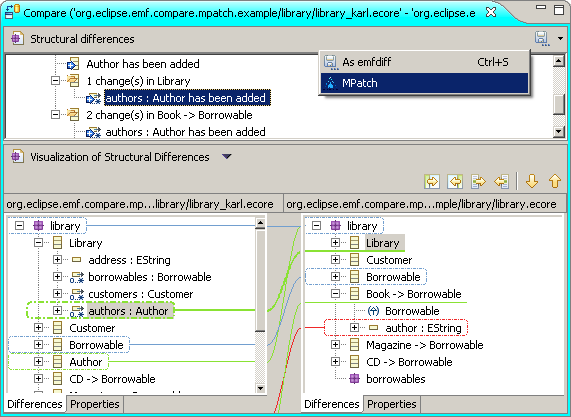 Compare ('org.eclipse.emf.compare.mpatch.example/library/library_karl.ecore' - 'org.eclipse.e
Structural differences
As emfdiff Ctrl+S
MPatch
Author has been added
1 change(s) in Library
authors : Author has been added
2 change(s) in Book -> Borrowable
authors : Author has been added
Visualization of Structural Differences
org.eclipse.emf.compare.mp...library/library_karl.ecore
org.eclipse.emf.compare.mp...mple/library/library.ecore
library
Library
address : EString
borrowables : Borrowable
customers : Customer
authors : Author
Customer
Borrowable
Author
CD -> Borrowable
Differences Properties
library
Library
Customer
Borrowable
Book -> Borrowable
Borrowable
author : EString
Magazine -> Borrowable
CD -> Borrowable
borrowables
Differences Properties